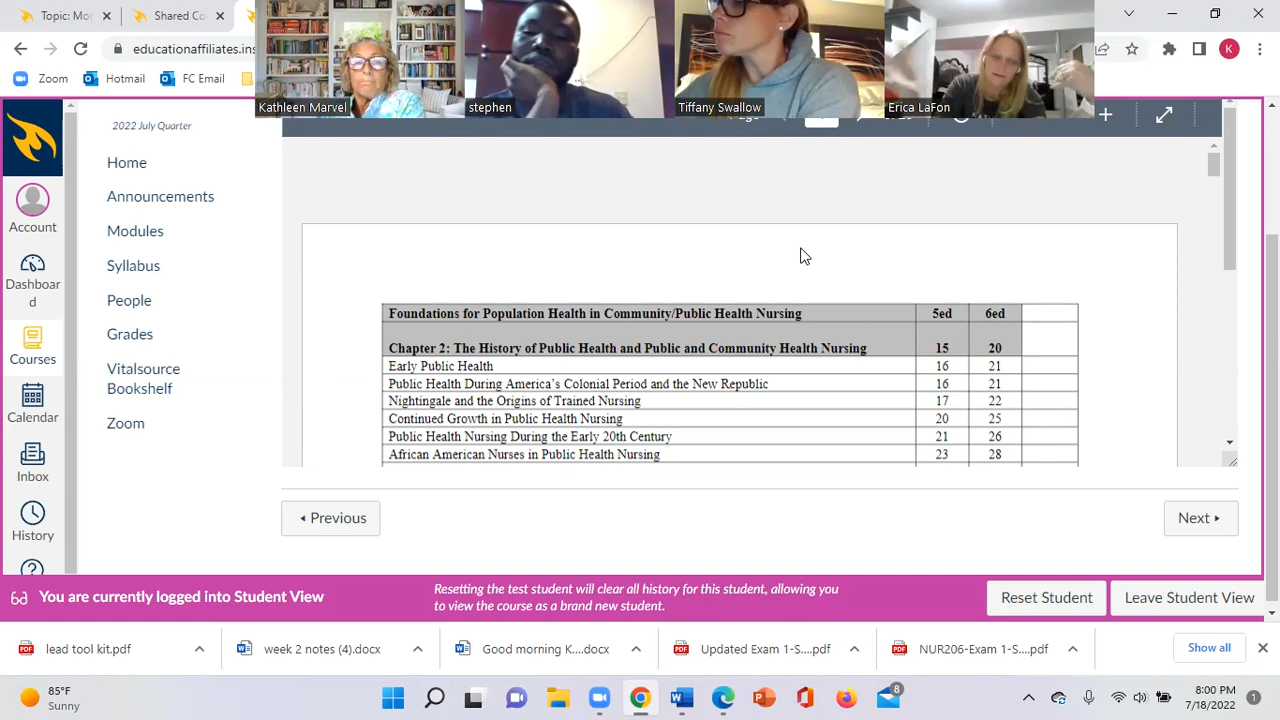 Topic Mor
Shared Co
educationaffiliates.ins
K
Zoom
Hotmail
FC Email
Kathleen Marvel
stephen
Tiffany Swallow
Erica LaFon
2022 July Quarter
Home
Announcements
Modules
Syllabus
People
Grades
Vitalsource
Bookshelf
Zoom
Account
Dashboar
d
Courses
Calendar
Inbox
History
Foundations for Population Health in Community/Public Health Nursing 5ed 6ed
Chapter 2: The History of Public Health and Public and Community Health Nursing 15 20
Early Public Health 16 21
Public Health During America's Colonial Period and the New Republic 16 21
Nightingale and the Origins of Trained Nursing 17 22
Continued Growth in Public Health Nursing 20 25
Public Health Nursing During the Early 20th Century 21 26
African American Nurses in Public Health Nursing 23 28
Previous
Next
You are currently logged into Student View
Resetting the test student will clear all history for this student, allowing you
to view the course as a brand new student.
Reset Student
Leave Student View
lead tool kit.pdf
week 2 notes (4).docx
Good morning K....docx
Updated Exam 1-S....pdf
NUR206-Exam 1-S....pdf
Show all
85°F
Sunny
8
8:00 PM
7/18/2022
1